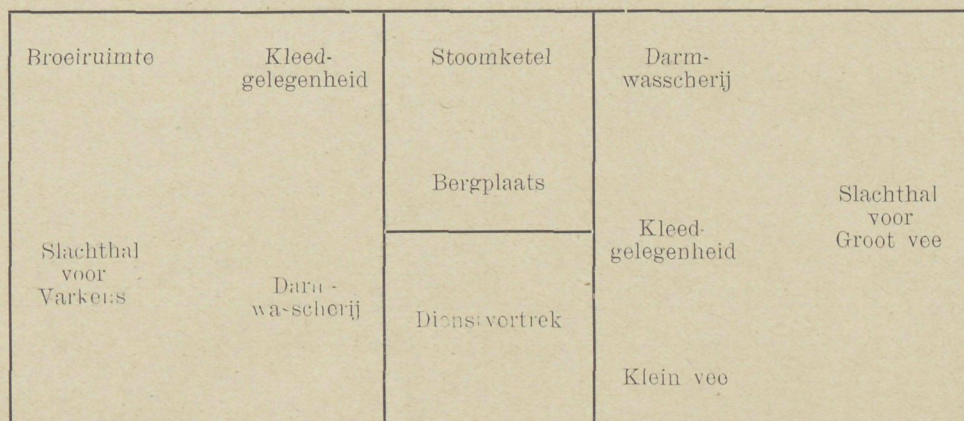 Broeiruimte
Kleed-
gelegenheid
Slachthal
voor
Varkens
Darm-
wasscherij
Stoomketel
Bergplaats
Dienstvertrek
Darm-
wasscherij
Kleed-
gelegenheid
Klein vee
Slachthal
voor
Groot vee